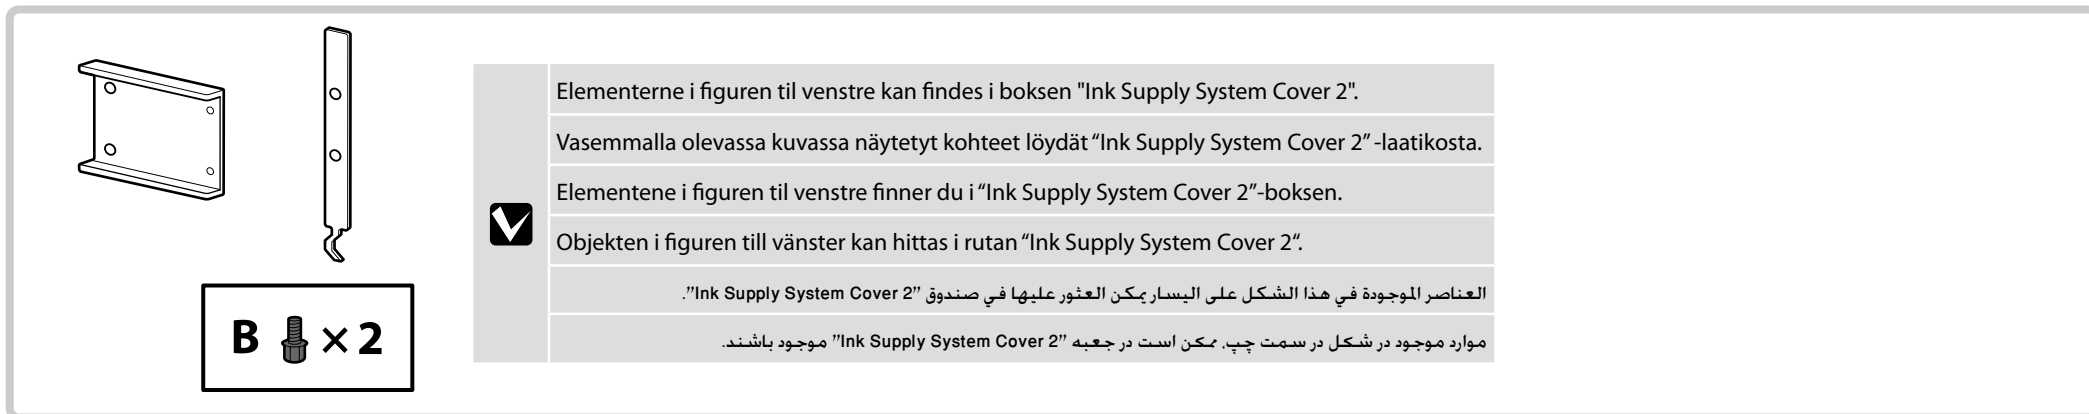 Elementerne i figuren til venstre kan findes i boksen "Ink Supply System Cover 2".
Vasemmalla olevassa kuvassa näytetyt kohteet löydät “Ink Supply System Cover 2” -laatikosta.
Elementene i figuren til venstre finner du i “Ink Supply System Cover 2”-boksen.
Objekten i figuren till vänster kan hittas i rutan “Ink Supply System Cover 2“.
العناصر الموجودة في هذا الشكل على اليسار يمكن العثور عليها في صندوق ”Ink Supply System Cover 2”.
موارد موجود در شکل در سمت چپ، ممکن است در جعبه ”Ink Supply System Cover 2” موجود باشند.
B × 2